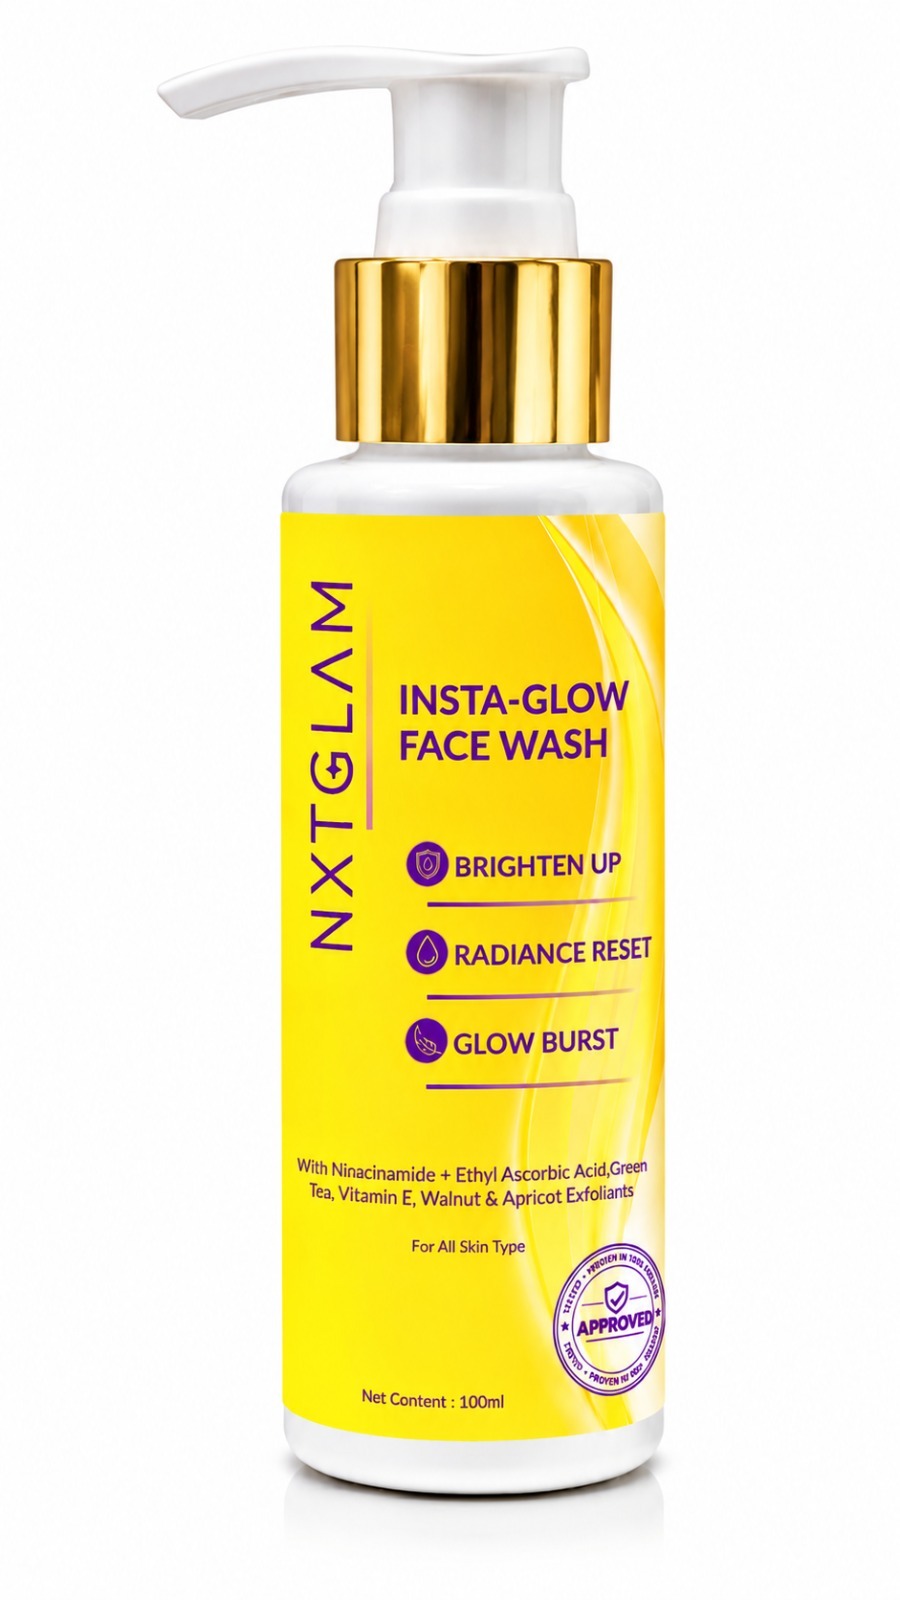 NXTGLAM
INSTA-GLOW
FACE WASH
BRIGHTEN UP
RADIANCE RESET
GLOW BURST
With Ninacinamide + Ethyl Ascorbic Acid,Green
Tea, Vitamin E, Walnut & Apricot Exfoliants
For All Skin Type
APPROVED
Net Content : 100ml